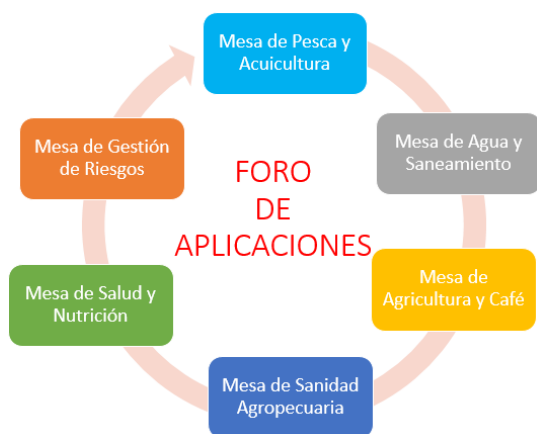 Mesa de Pesca y
Acuicultura
Mesa de Agua y
Saneamiento
Mesa de
Agricultura y Café
Mesa de Sanidad
Agropecuaria
Mesa de Salud y
Nutrición
Mesa de Gestión
de Riesgos
FORO
DE
APLICACIONES